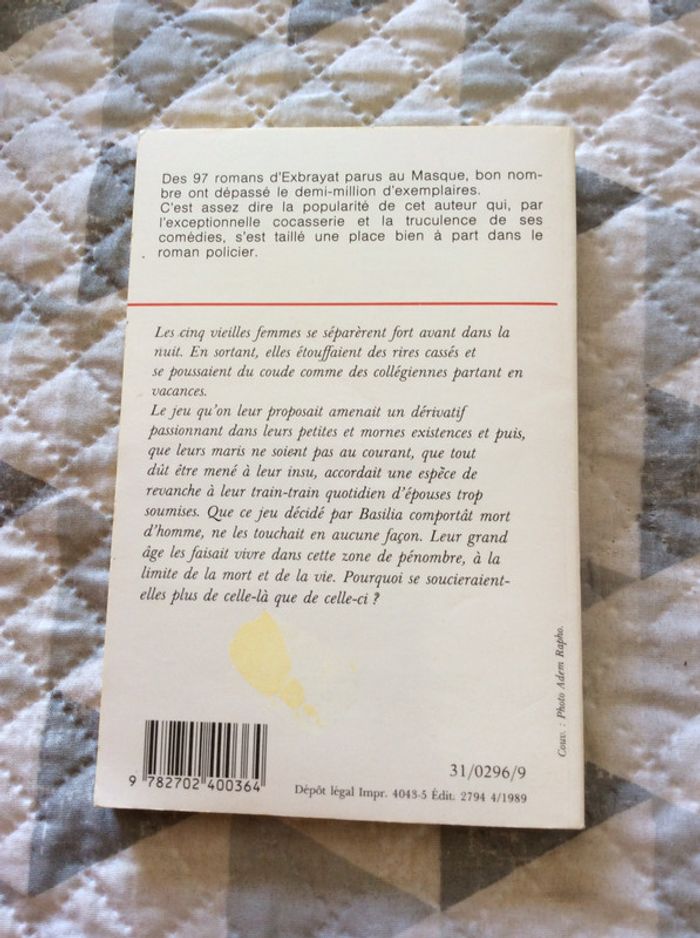 Des 97 romans d'Exbrayat parus au Masque, bon nom-
bre ont dépassé le demi-million d'exemplaires.
C'est assez dire la popularité de cet auteur qui, par
l'exceptionnelle cocasserie et la truculence de ses
comédies, s'est taillé une place bien à part dans le
roman policier.
Les cinq vieilles femmes se séparèrent fort avant dans la
nuit. En sortant, elles étouffaient des rires cassés et
se poussaient du coude comme des collégiennes partant en
vacances.
Le jeu qu'on leur proposait amenait un dérivatif
passionnant dans leurs petites et mornes existences et puis,
que leurs maris ne soient pas au courant, que tout
dût être mené à leur insu, accordait une espèce de
revanche à leur train-train quotidien d'épouses trop
soumises. Que ce jeu décidé par Basilia comportât mort
d'homme, ne les touchait en aucune façon. Leur grand
âge les faisait vivre dans cette zone de pénombre, à la
limite de la mort et de la vie. Pourquoi se soucieraient-
elles plus de celle-là que de celle-ci ?
Couv. : Photo Adem Rapho.
9 782702 400364
31/0296/9
Dépôt légal Impr. 4043-5 Édit. 2794 4/1989